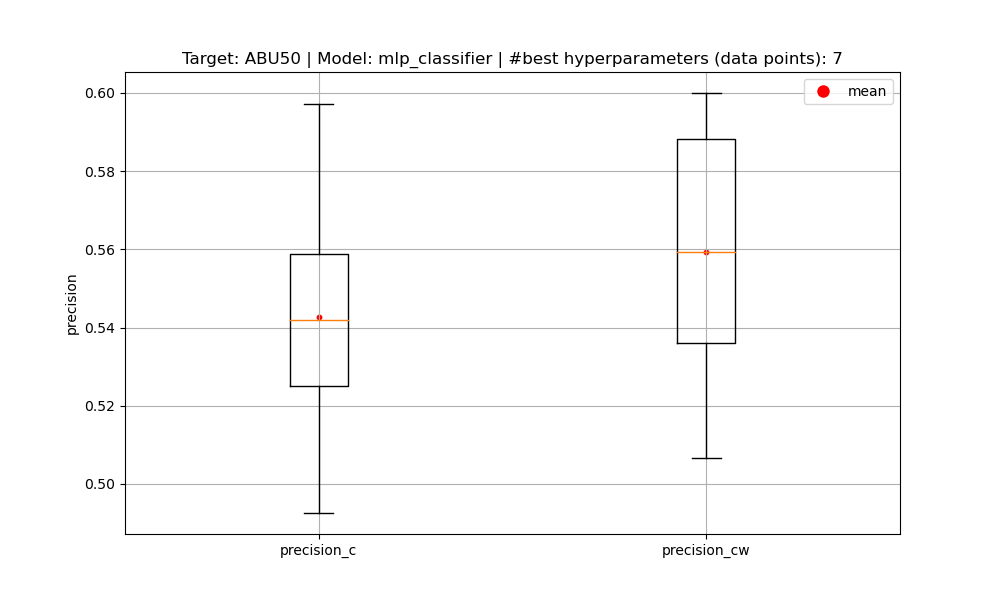 Target: ABU50 | Model: mlp_classifier | #best hyperparameters (data points): 7
mean
0.60
0.58
0.56
0.54
0.52
0.50
precision
precision_c
precision_cw